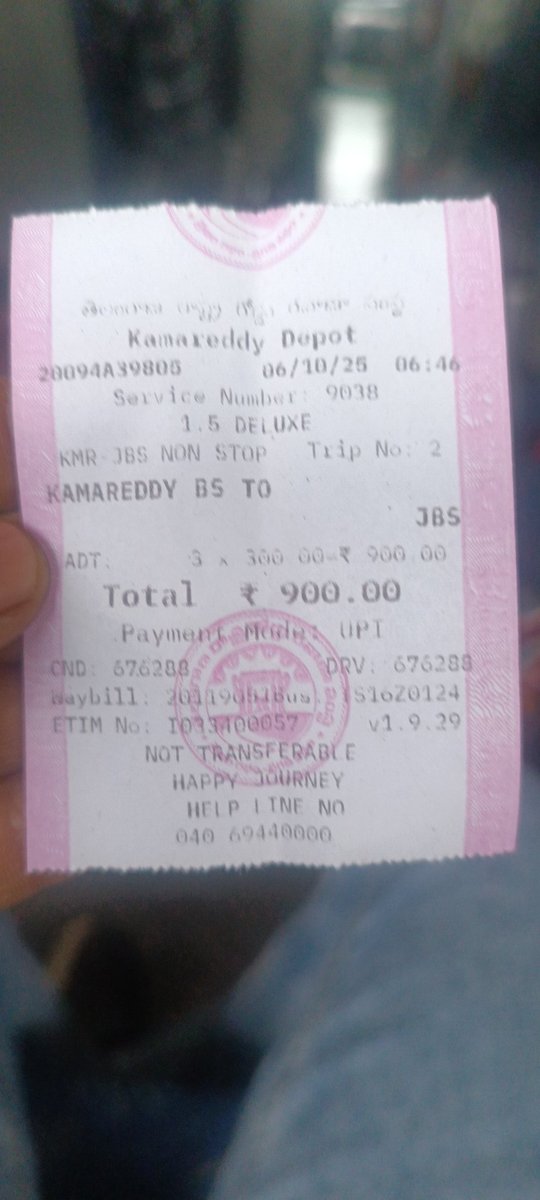 Kamareddy Depot
20094A39805 06/10/25 06:46
Service Number: 9038
1.5 DELUXE
KMR-JBS NON STOP Trip No: 2
KAMAREDDY BS TO
JBS
ADT. 3 x 300.00=₹ 900.00
Total ₹ 900.00
Payment Mode: UPI
CND: 676288 DRV: 676288
Waybill:
ETIM No: I033400057 v1.9.29
NOT TRANSFERABLE
HAPPY JOURNEY
HELP LINE NO
040 69440000